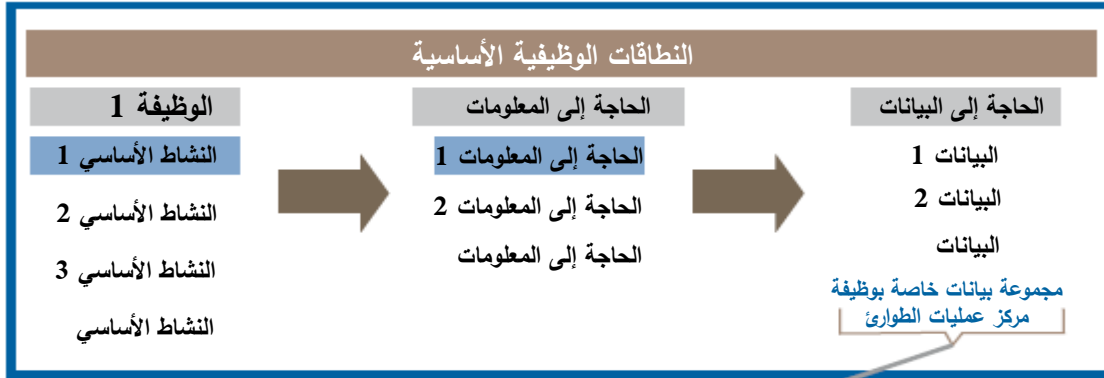 النطاقات الوظيفية الأساسية
الوظيفة 1
النشاط الأساسي 1
النشاط الأساسي 2
النشاط الأساسي 3
النشاط الأساسي
الحاجة إلى المعلومات
الحاجة إلى المعلومات 1
الحاجة إلى المعلومات 2
الحاجة إلى المعلومات
الحاجة إلى البيانات
البيانات 1
البيانات 2
البيانات
مجموعة بيانات خاصة بوظيفة
مركز عمليات الطوارئ